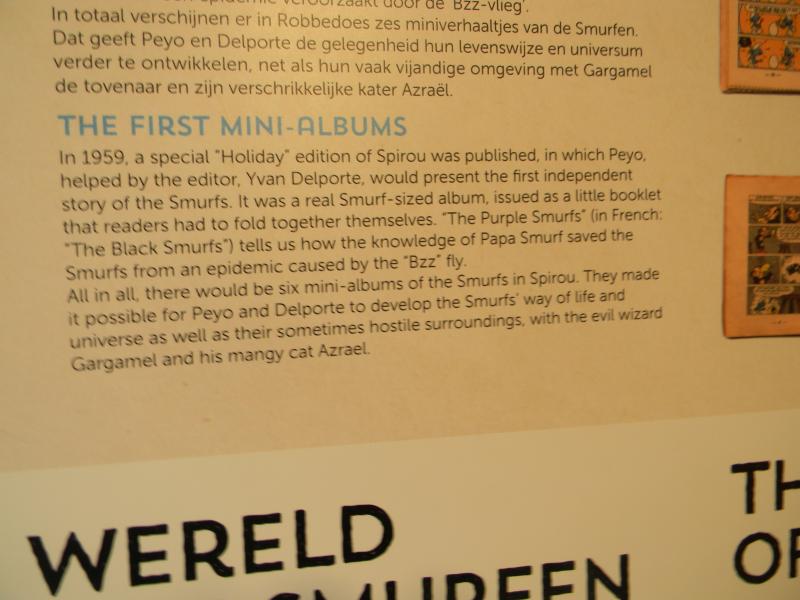 epidemie veroorzaakt door de 'Bzz-vlieg'.
In totaal verschijnen er in Robbedoes zes miniverhaaltjes van de Smurfen.
Dat geeft Peyo en Delporte de gelegenheid hun levenswijze en universum
verder te ontwikkelen, net als hun vaak vijandige omgeving met Gargamel
de tovenaar en zijn verschrikkelijke kater Azraël.
THE FIRST MINI-ALBUMS
In 1959, a special "Holiday" edition of Spirou was published, in which Peyo,
helped by the editor, Yvan Delporte, would present the first independent
story of the Smurfs. It was a real Smurf-sized album, issued as a little booklet
that readers had to fold together themselves. "The Purple Smurfs" (in French:
"The Black Smurfs") tells us how the knowledge of Papa Smurf saved the
Smurfs from an epidemic caused by the "Bzz" fly.
All in all, there would be six mini-albums of the Smurfs in Spirou. They made
it possible for Peyo and Delporte to develop the Smurfs' way of life and
universe as well as their sometimes hostile surroundings, with the evil wizard
Gargamel and his mangy cat Azrael.
WERELD
SMURFEN
TH
OF